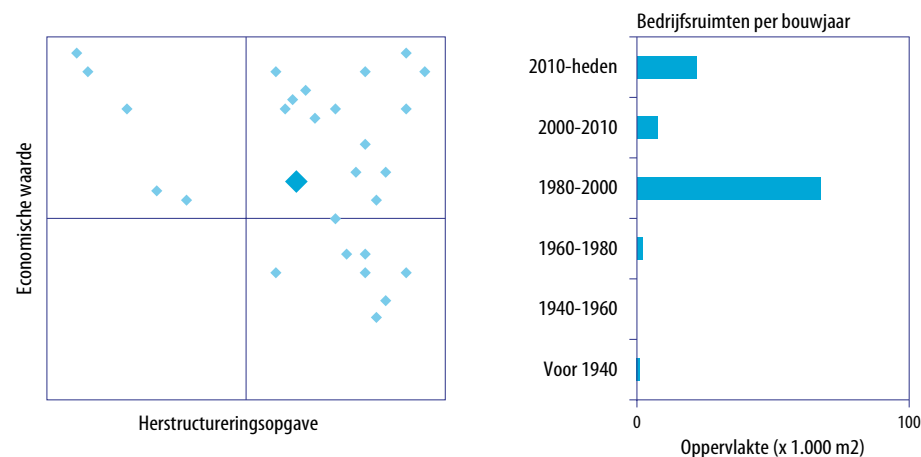 Economische waarde
Herstructureringsopgave
Bedrijfsruimten per bouwjaar
2010-heden
2000-2010
1980-2000
1960-1980
1940-1960
Voor 1940
0
100
Oppervlakte (x 1.000 m2)